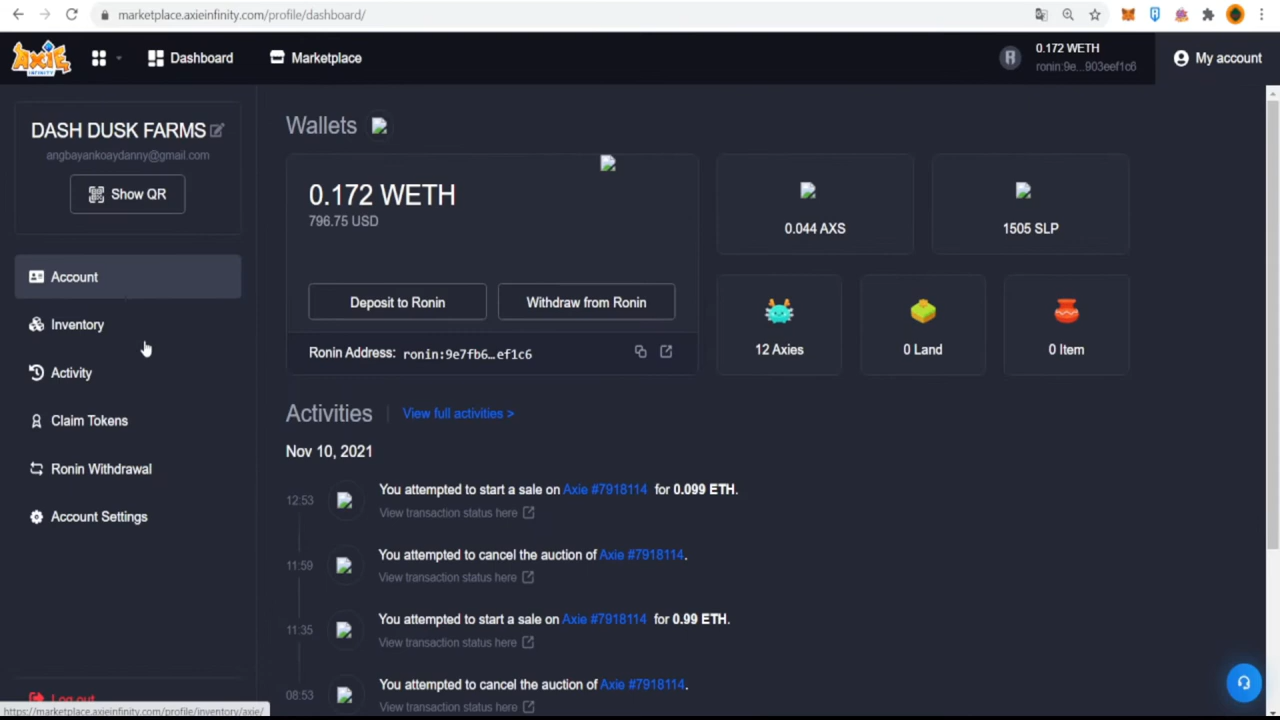 marketplace.axieinfinity.com/profile/dashboard/
AXIE
INFINITY
Dashboard
Marketplace
0.172 WETH
ronin:9e...903eef1c6
My account
DASH DUSK FARMS
angbayankoaydanny@gmail.com
Show QR
Account
Inventory
Activity
Claim Tokens
Ronin Withdrawal
Account Settings
Log out
Wallets
0.172 WETH
796.75 USD
Deposit to Ronin
Withdraw from Ronin
Ronin Address: ronin:9e7fb6…ef1c6
0.044 AXS
1505 SLP
12 Axies
0 Land
0 Item
Activities
View full activities >
Nov 10, 2021
12:53
You attempted to start a sale on Axie #7918114 for 0.099 ETH.
View transaction status here
11:59
You attempted to cancel the auction of Axie #7918114.
View transaction status here
11:35
You attempted to start a sale on Axie #7918114 for 0.99 ETH.
View transaction status here
08:53
You attempted to cancel the auction of Axie #7918114.
View transaction status here
https://marketplace.axieinfinity.com/profile/inventory/axie/